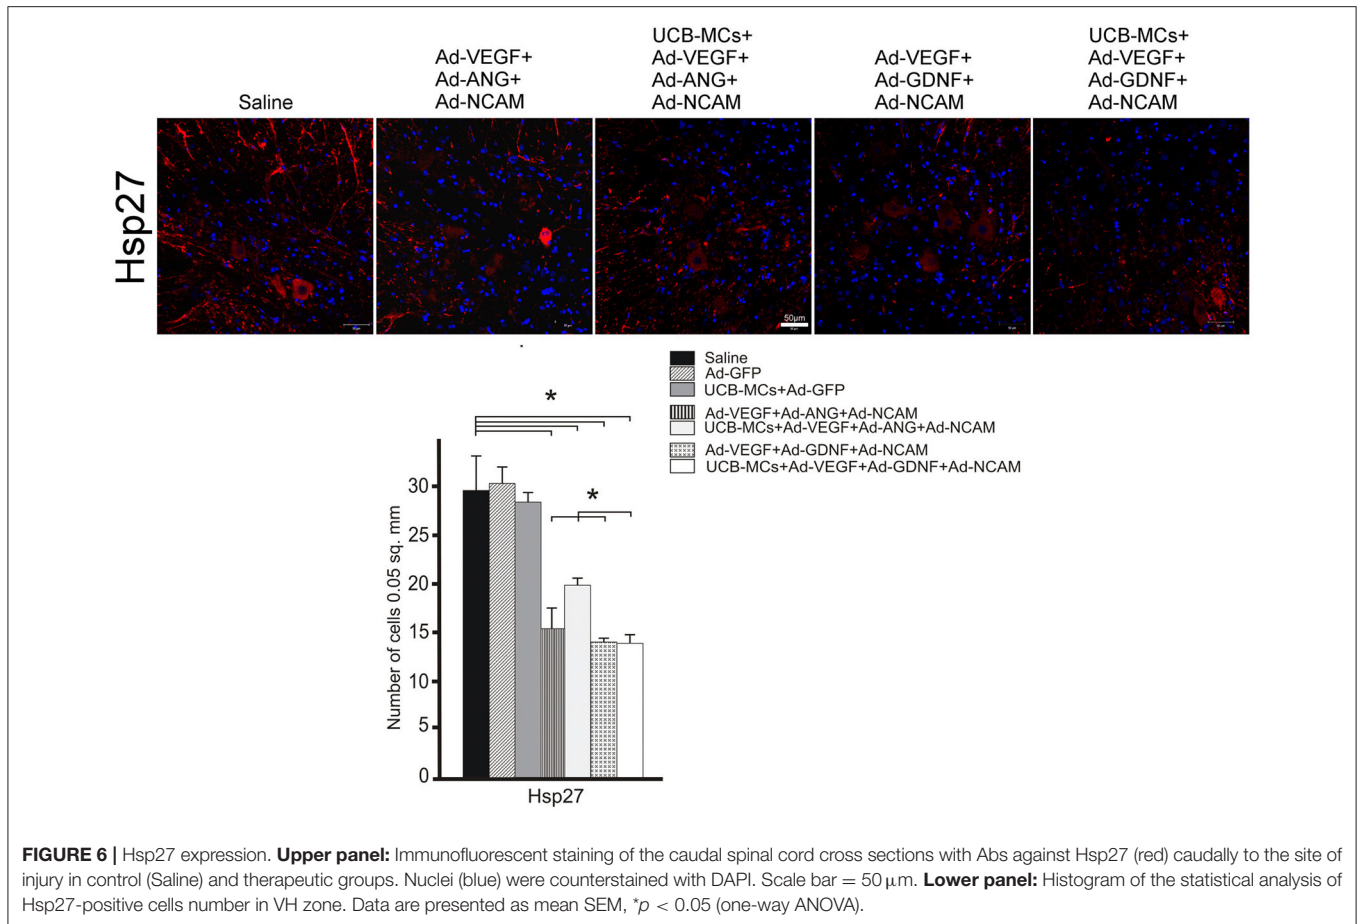 Saline
Ad-VEGF+
Ad-ANG+
Ad-NCAM
UCB-MCs+
Ad-VEGF+
Ad-ANG+
Ad-NCAM
Ad-VEGF+
Ad-GDNF+
Ad-NCAM
UCB-MCs+
Ad-VEGF+
Ad-GDNF+
Ad-NCAM
Hsp27
50μm
Saline
Ad-GFP
UCB-MCs+Ad-GFP
Ad-VEGF+Ad-ANG+Ad-NCAM
UCB-MCs+Ad-VEGF+Ad-ANG+Ad-NCAM
Ad-VEGF+Ad-GDNF+Ad-NCAM
UCB-MCs+Ad-VEGF+Ad-GDNF+Ad-NCAM
*
*
Number of cells 0.05 sq. mm
30
25
20
15
10
5
0
Hsp27
FIGURE 6 | Hsp27 expression. Upper panel: Immunofluorescent staining of the caudal spinal cord cross sections with Abs against Hsp27 (red) caudally to the site of
injury in control (Saline) and therapeutic groups. Nuclei (blue) were counterstained with DAPI. Scale bar = 50 μm. Lower panel: Histogram of the statistical analysis of
Hsp27-positive cells number in VH zone. Data are presented as mean SEM, *p < 0.05 (one-way ANOVA).